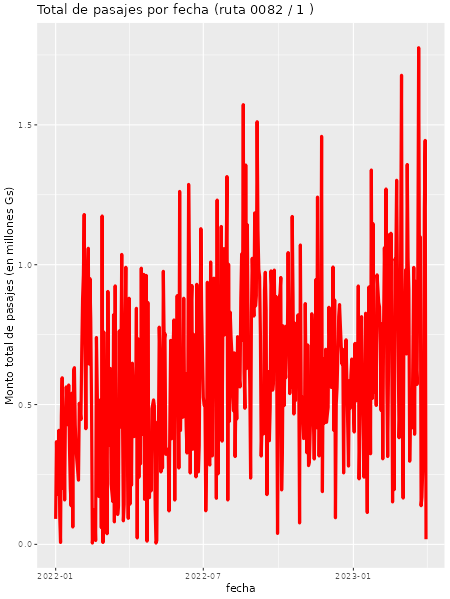 Total de pasajes por fecha (ruta 0082 / 1 )
Monto total de pasajes (en millones Gs)
1.5
1.0
0.5
0.0
2022-01 2022-07 2023-01
fecha